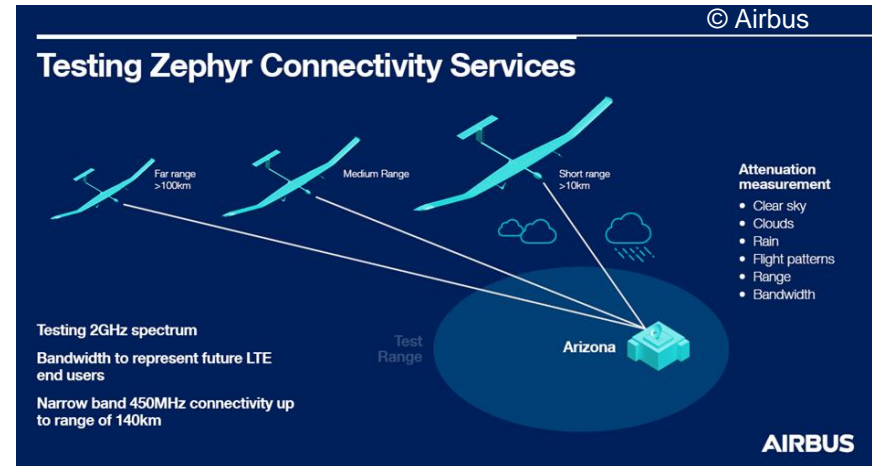 © Airbus
Testing Zephyr Connectivity Services
Far range
>100km
Medium Range
Short range
>10km
Attenuation
measurement
• Clear sky
• Clouds
• Rain
• Flight patterns
• Range
• Bandwidth
Testing 2GHz spectrum
Bandwidth to represent future LTE
end users
Narrow band 450MHz connectivity up
to range of 140km
Test
Range
Arizona
AIRBUS